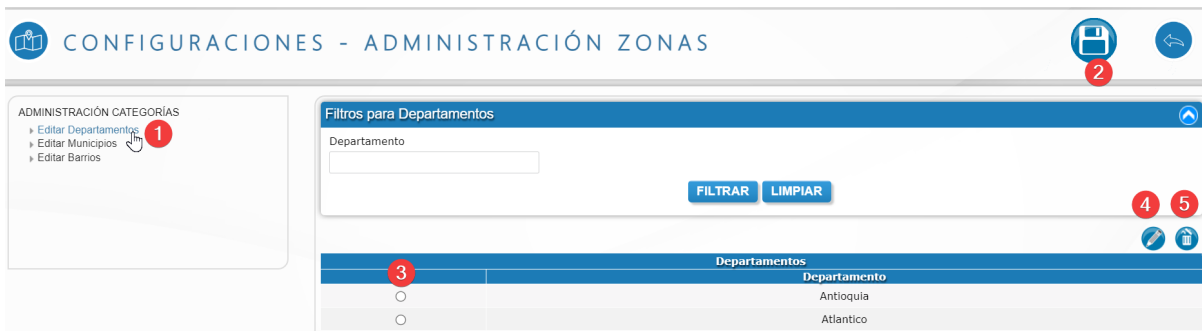 CONFIGURACIONES - ADMINISTRACIÓN ZONAS
2
ADMINISTRACIÓN CATEGORÍAS
Editar Departamentos 1
Editar Municipios
Editar Barrios
Filtros para Departamentos
Departamento
FILTRAR LIMPIAR
4 5
Departamentos
3 Departamento
Antioquia
Atlantico